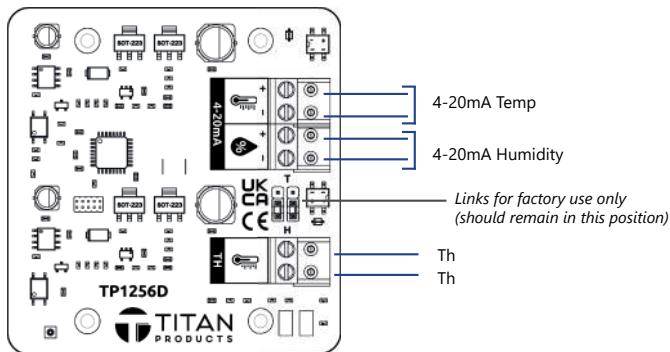 SOT-223
SOT-223
4-20mA
+
-
%
+
-
4-20mA Temp
4-20mA Humidity
UK
CA
CE
T
H
Links for factory use only
(should remain in this position)
SOT-223
SOT-223
TH
Th
Th
TP1256D
TITAN
PRODUCTS